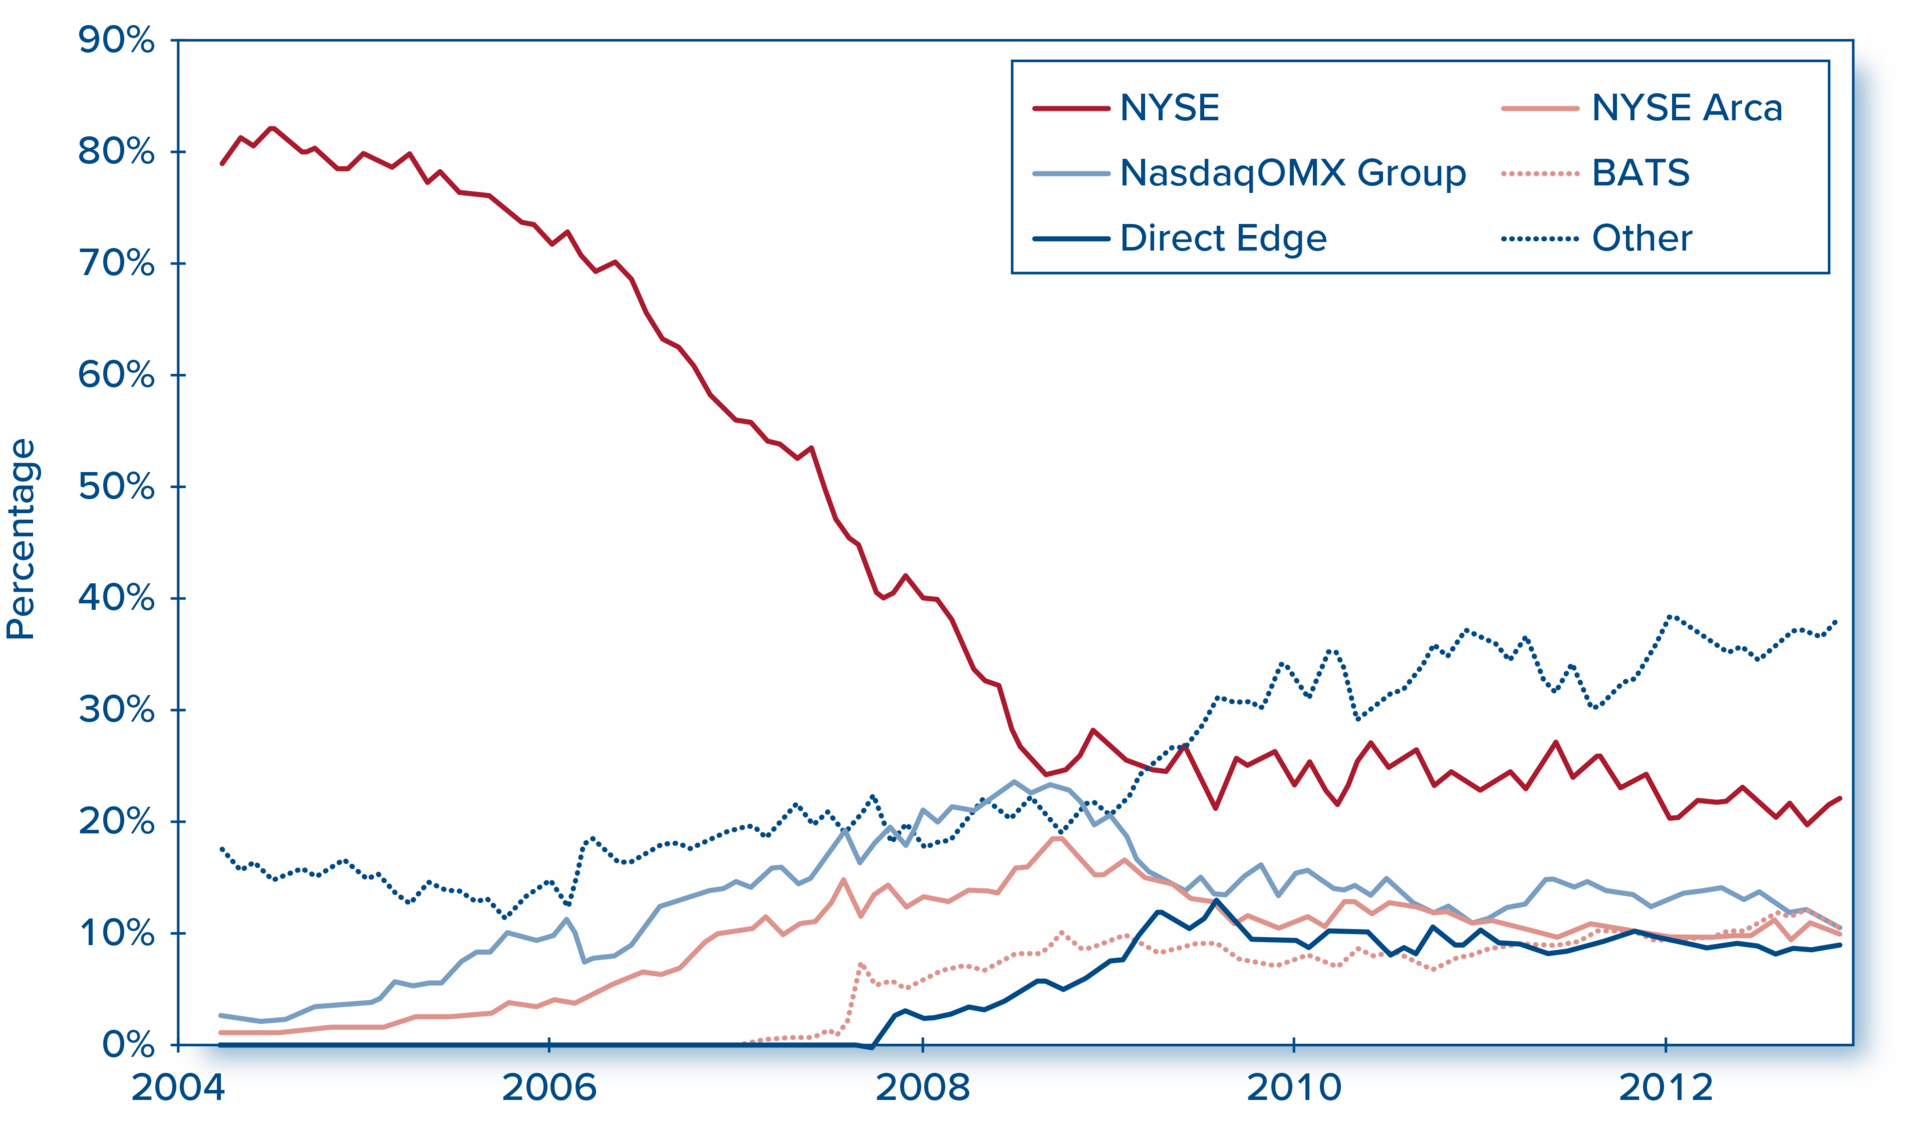 90%
80%
70%
60%
50%
40%
30%
20%
10%
0%
Percentage
NYSE
NYSE Arca
NasdaqOMX Group
BATS
Direct Edge
Other
2004
2006
2008
2010
2012